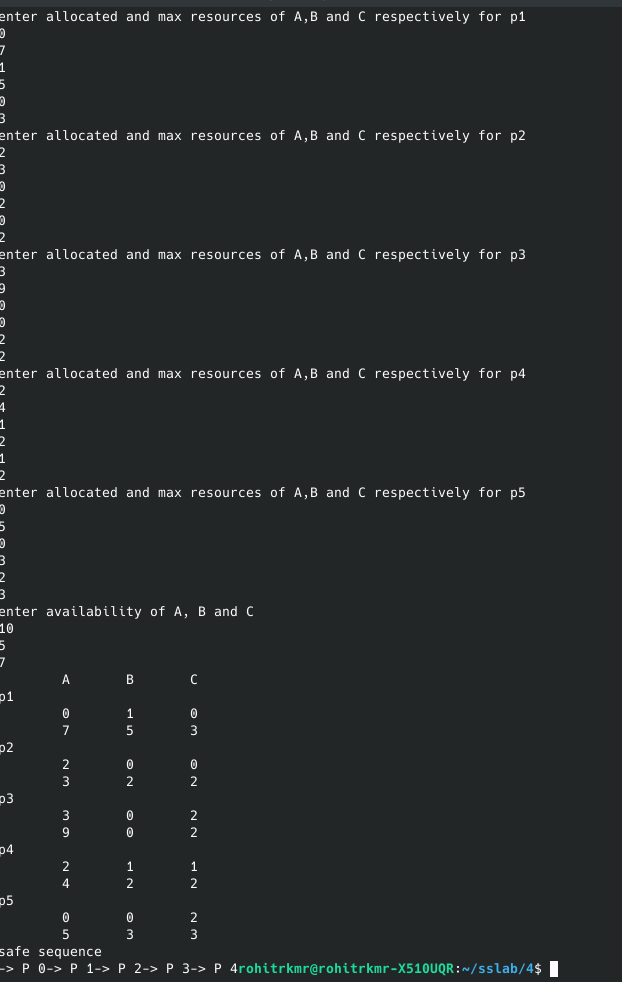 enter allocated and max resources of A,B and C respectively for p1
0
7
1
5
0
3
enter allocated and max resources of A,B and C respectively for p2
2
3
0
2
0
2
enter allocated and max resources of A,B and C respectively for p3
3
9
0
0
2
2
enter allocated and max resources of A,B and C respectively for p4
2
4
1
2
1
2
enter allocated and max resources of A,B and C respectively for p5
0
5
0
3
2
3
enter availability of A, B and C
10
5
7
A B C
p1
0 1 0
7 5 3
p2
2 0 0
3 2 2
p3
3 0 2
9 0 2
p4
2 1 1
4 2 2
p5
0 0 2
5 3 3
safe sequence
-> P 0-> P 1-> P 2-> P 3-> P 4rohitrkmr@rohitrkmr-X510UQR:~/sslab/4$